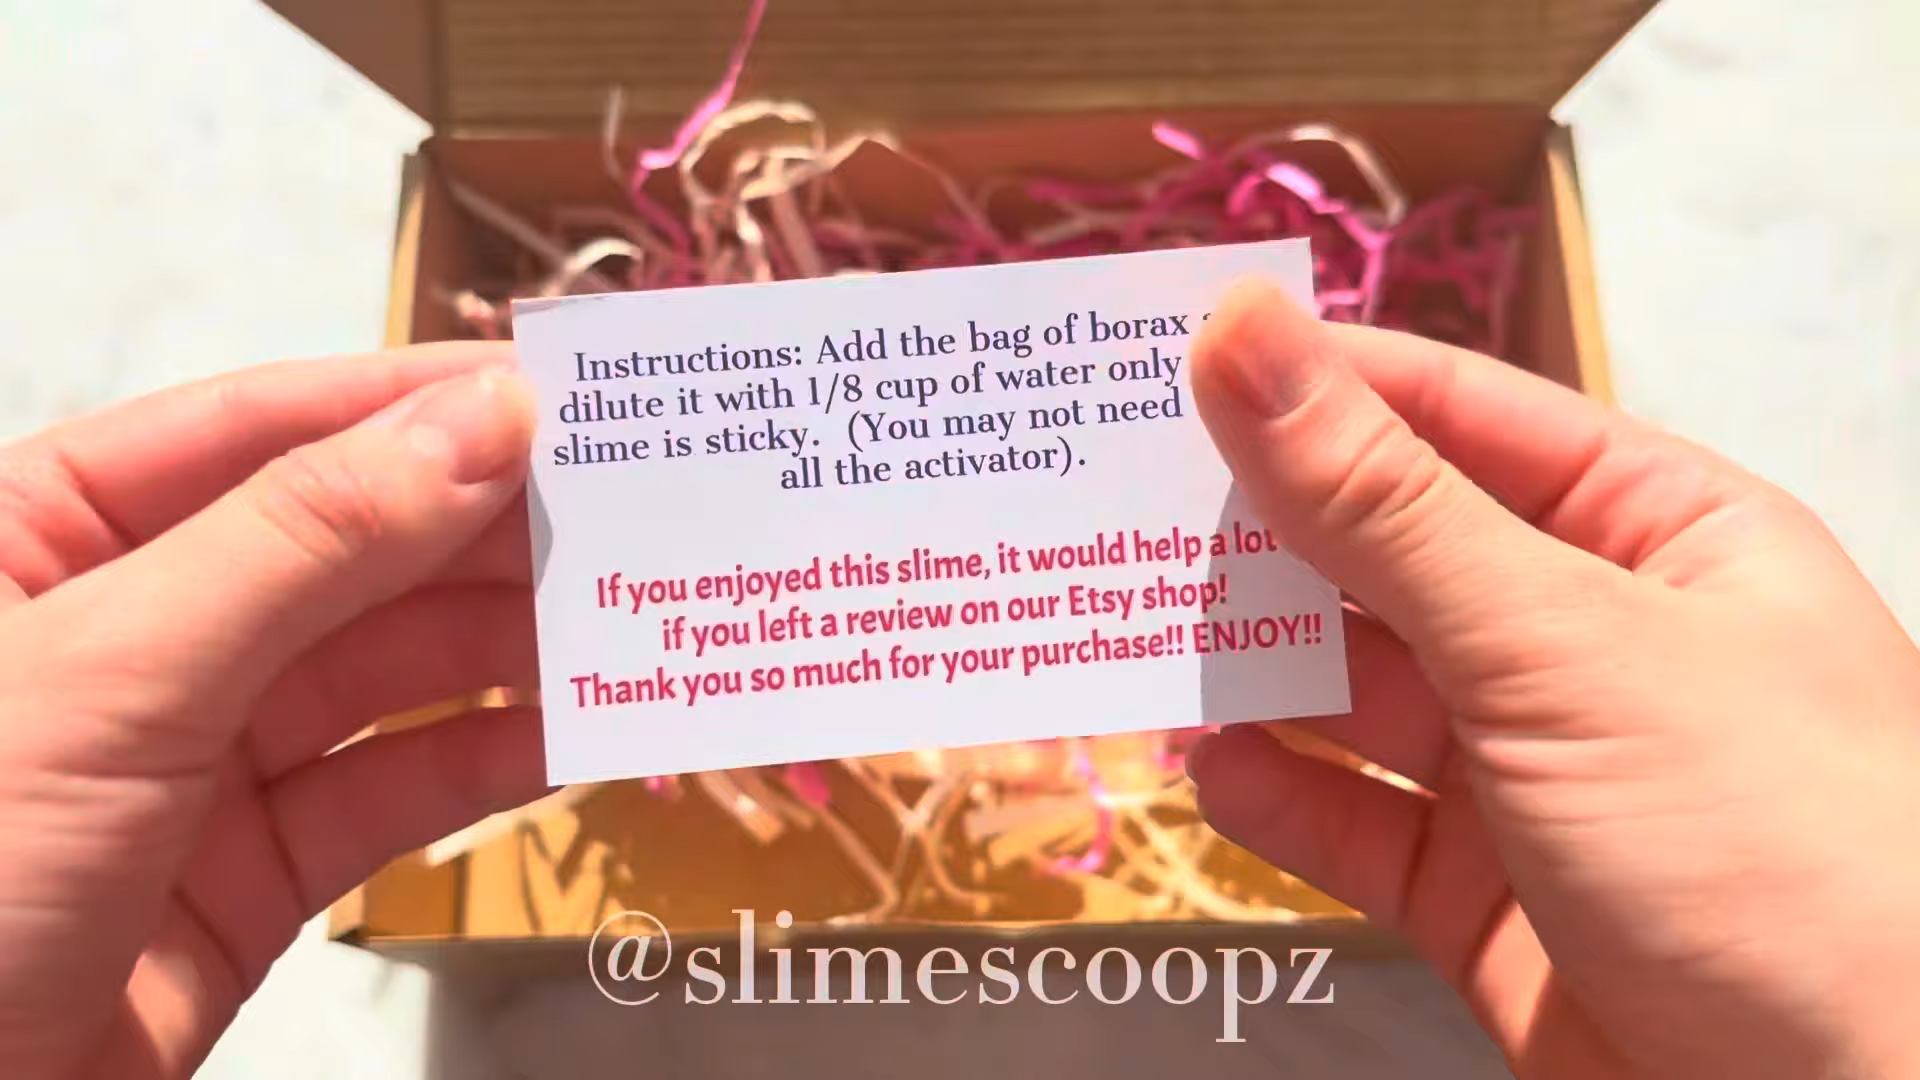 Instructions: Add the bag of borax
dilute it with 1/8 cup of water only
slime is sticky. (You may not need
all the activator).
If you enjoyed this slime, it would help a lot
if you left a review on our Etsy shop!
Thank you so much for your purchase!! ENJOY!!
@slimescoopz